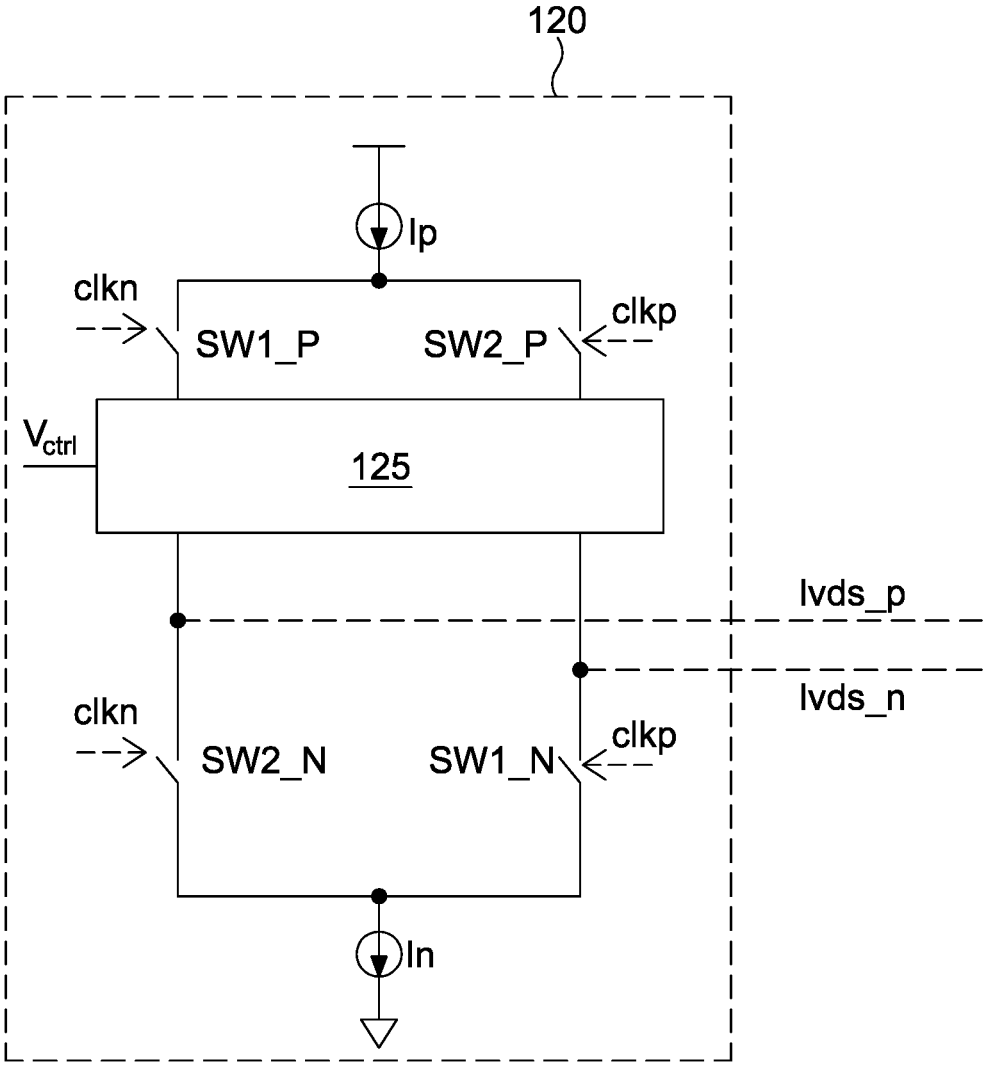 120
Ip
clkn
clkp
SW1_P
SW2_P
Vctrl
125
lvds_p
lvds_n
clkn
clkp
SW2_N
SW1_N
In